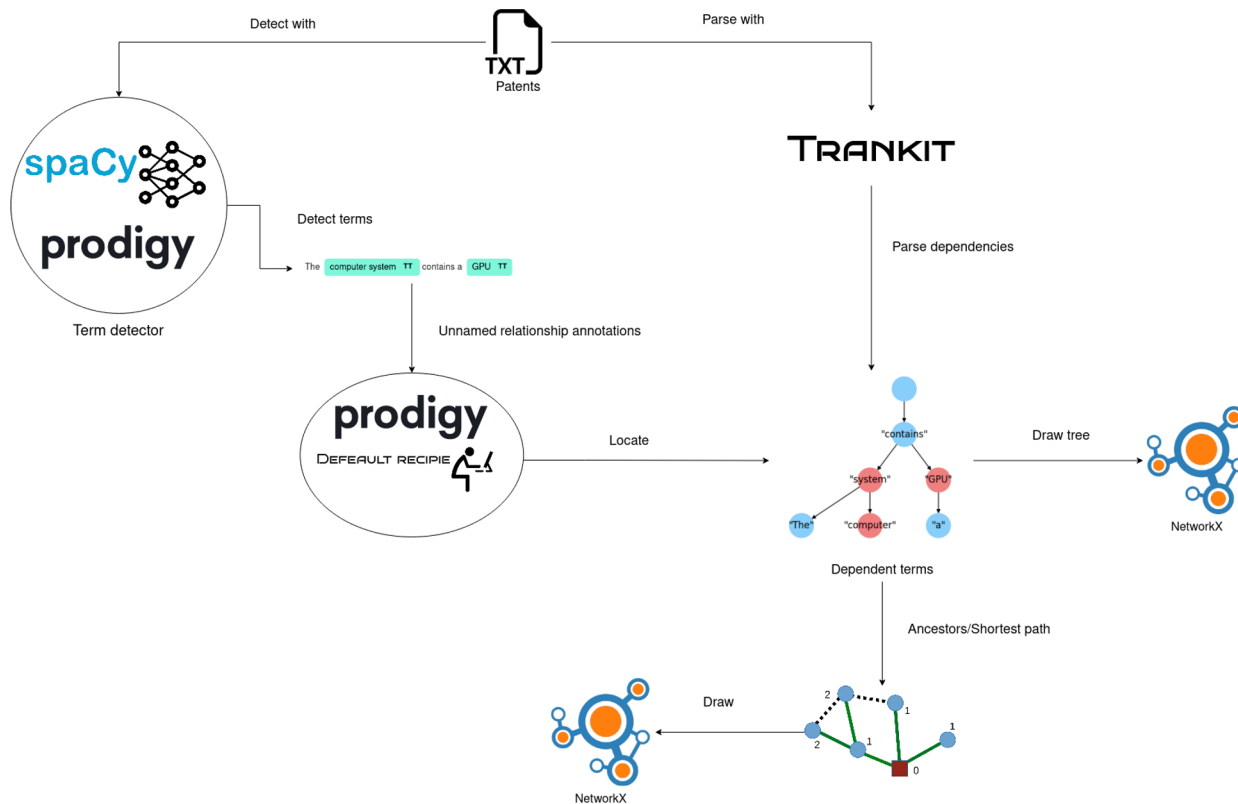 Detect with
Parse with
TXT
Patents
spaCy
prodigy
TRANKIT
Detect terms
Parse dependencies
The computer system TT contains a GPU TT
Term detector
Unnamed relationship annotations
prodigy
DEFEAULT RECIPIE
Locate
"contains"
"system" "GPU"
"The" "computer" "a"
Draw tree
NetworkX
Dependent terms
Ancestors/Shortest path
Draw
2
1
1
2
1
0
NetworkX